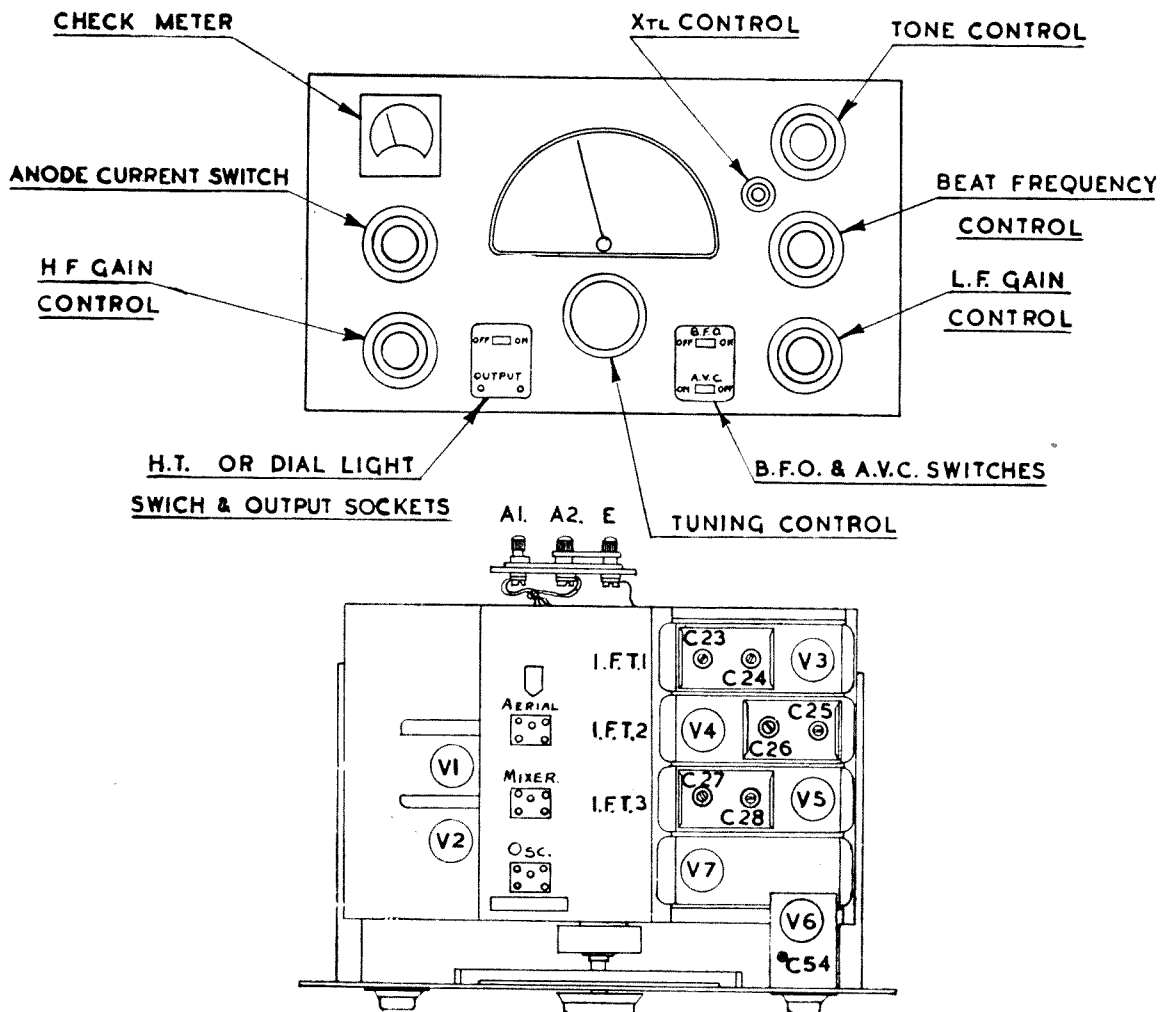 CHECK METER
XTL CONTROL
TONE CONTROL
ANODE CURRENT SWITCH
BEAT FREQUENCY
CONTROL
H F GAIN
CONTROL
L.F. GAIN
CONTROL
OFF ON
OUTPUT
B.F.O.
OFF ON
A.V.C.
ON OFF
H.T. OR DIAL LIGHT
SWICH & OUTPUT SOCKETS
B.F.O. & A.V.C. SWITCHES
TUNING CONTROL
A1. A2. E
I.F.T.1
C23
C24
V3
AERIAL
I.F.T.2
V4
C25
C26
V1
MIXER.
I.F.T.3
C27
C28
V5
V2
OSC.
V7
V6
C54